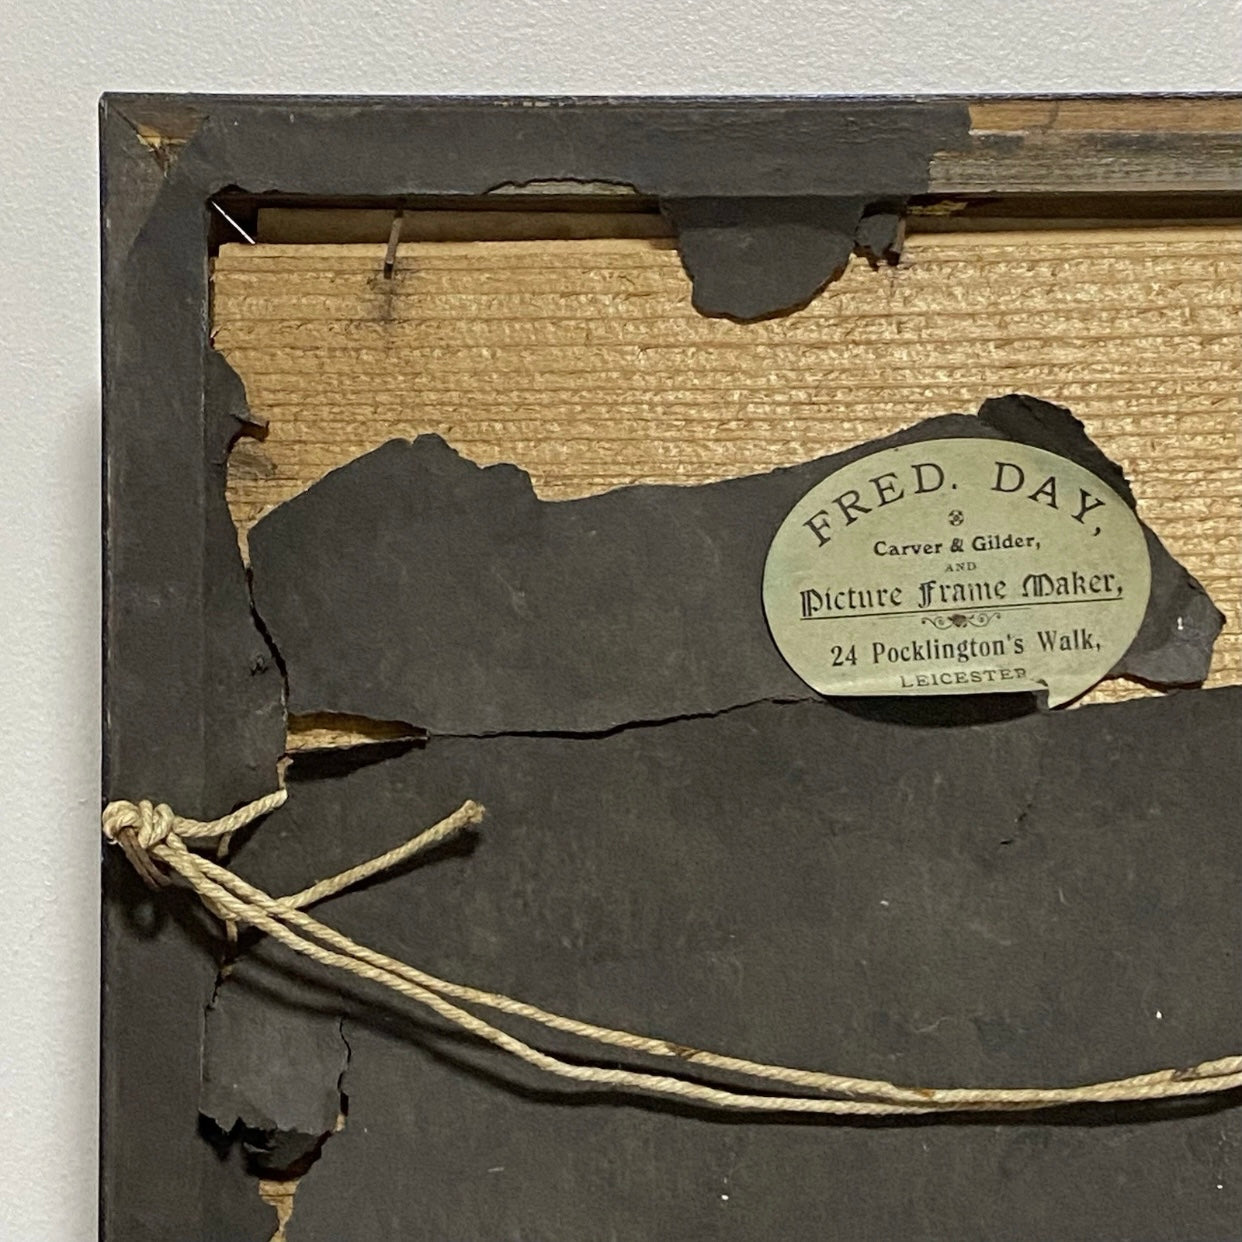 FRED. DAY,
Carver & Gilder,
AND
Picture Frame Maker,
24 Pocklington's Walk,
LEICESTER